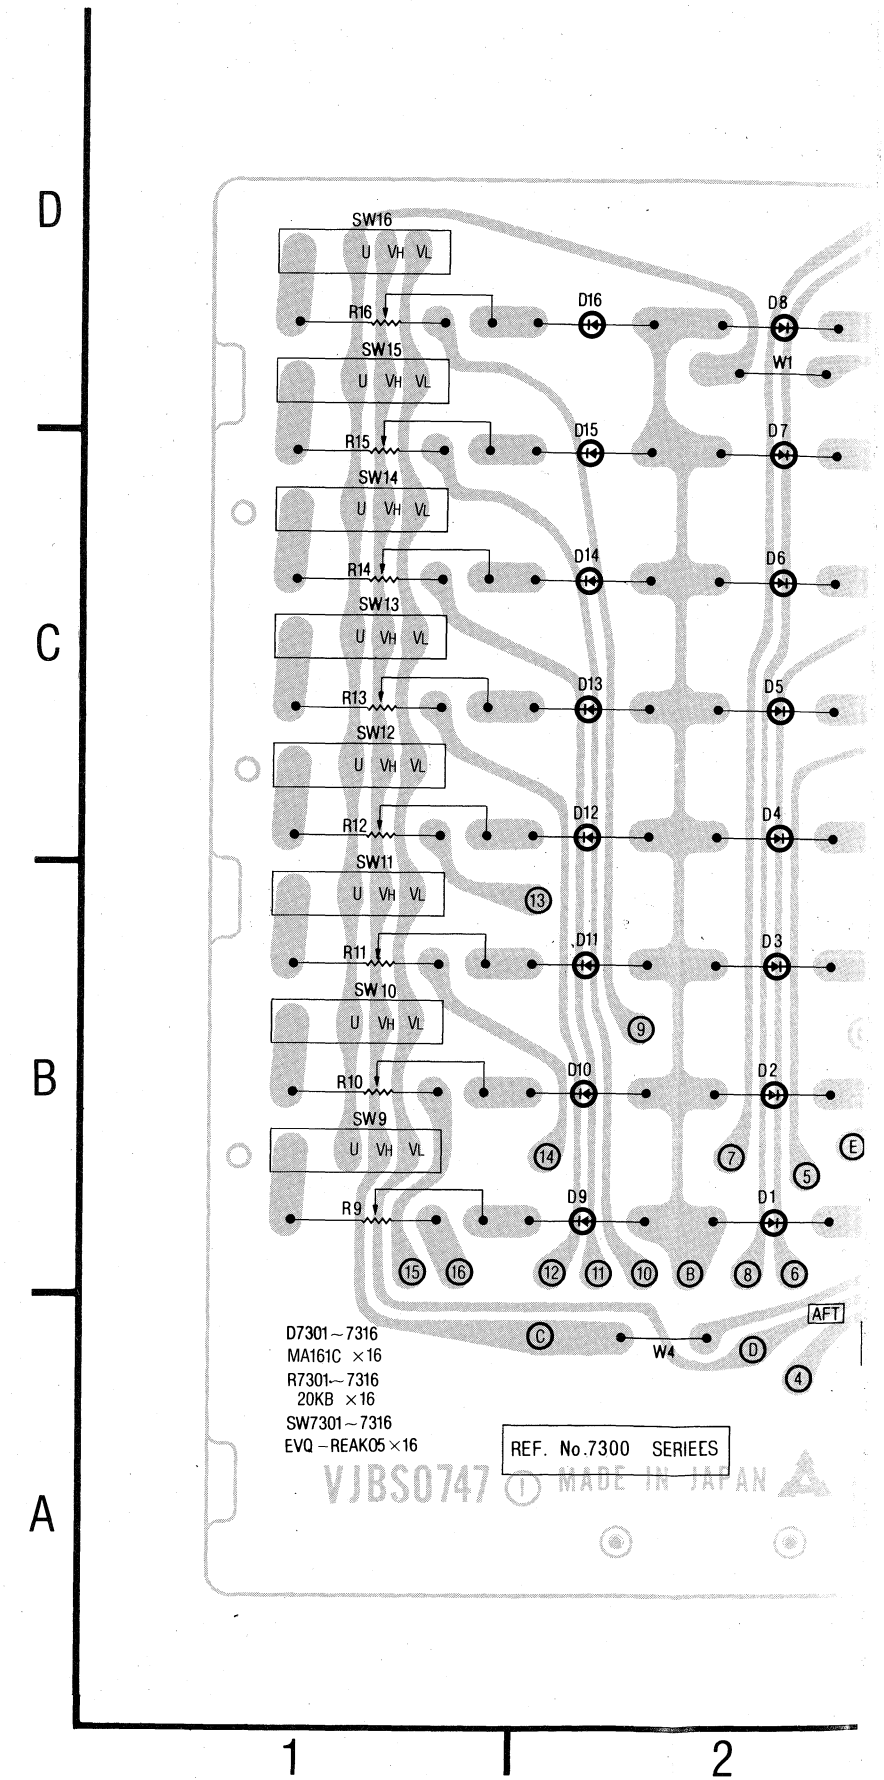 D
SW16
U VH VL
R16 D16 D8
SW15 W1
U VH VL
R15 D15 D7
SW14
U VH VL
R14 D14 D6
SW13
C
U VH VL
R13 D13 D5
SW12
U VH VL
R12 D12 D4
SW11
U VH VL 13
R11 D11 D3
SW10
U VH VL 9
B
R10 D10 D2
SW9
U VH VL 14 7 5 E
R9 D9 D1
15 16 12 11 10 B 8 6
AFT
C W4 D
4
D7301~7316
MA161C ×16
R7301~7316
20KB ×16
SW7301~7316
EVQ-REAK05×16
REF. No.7300 SERIEES
VJBS0747 1 MADE IN JAPAN
A
1 2